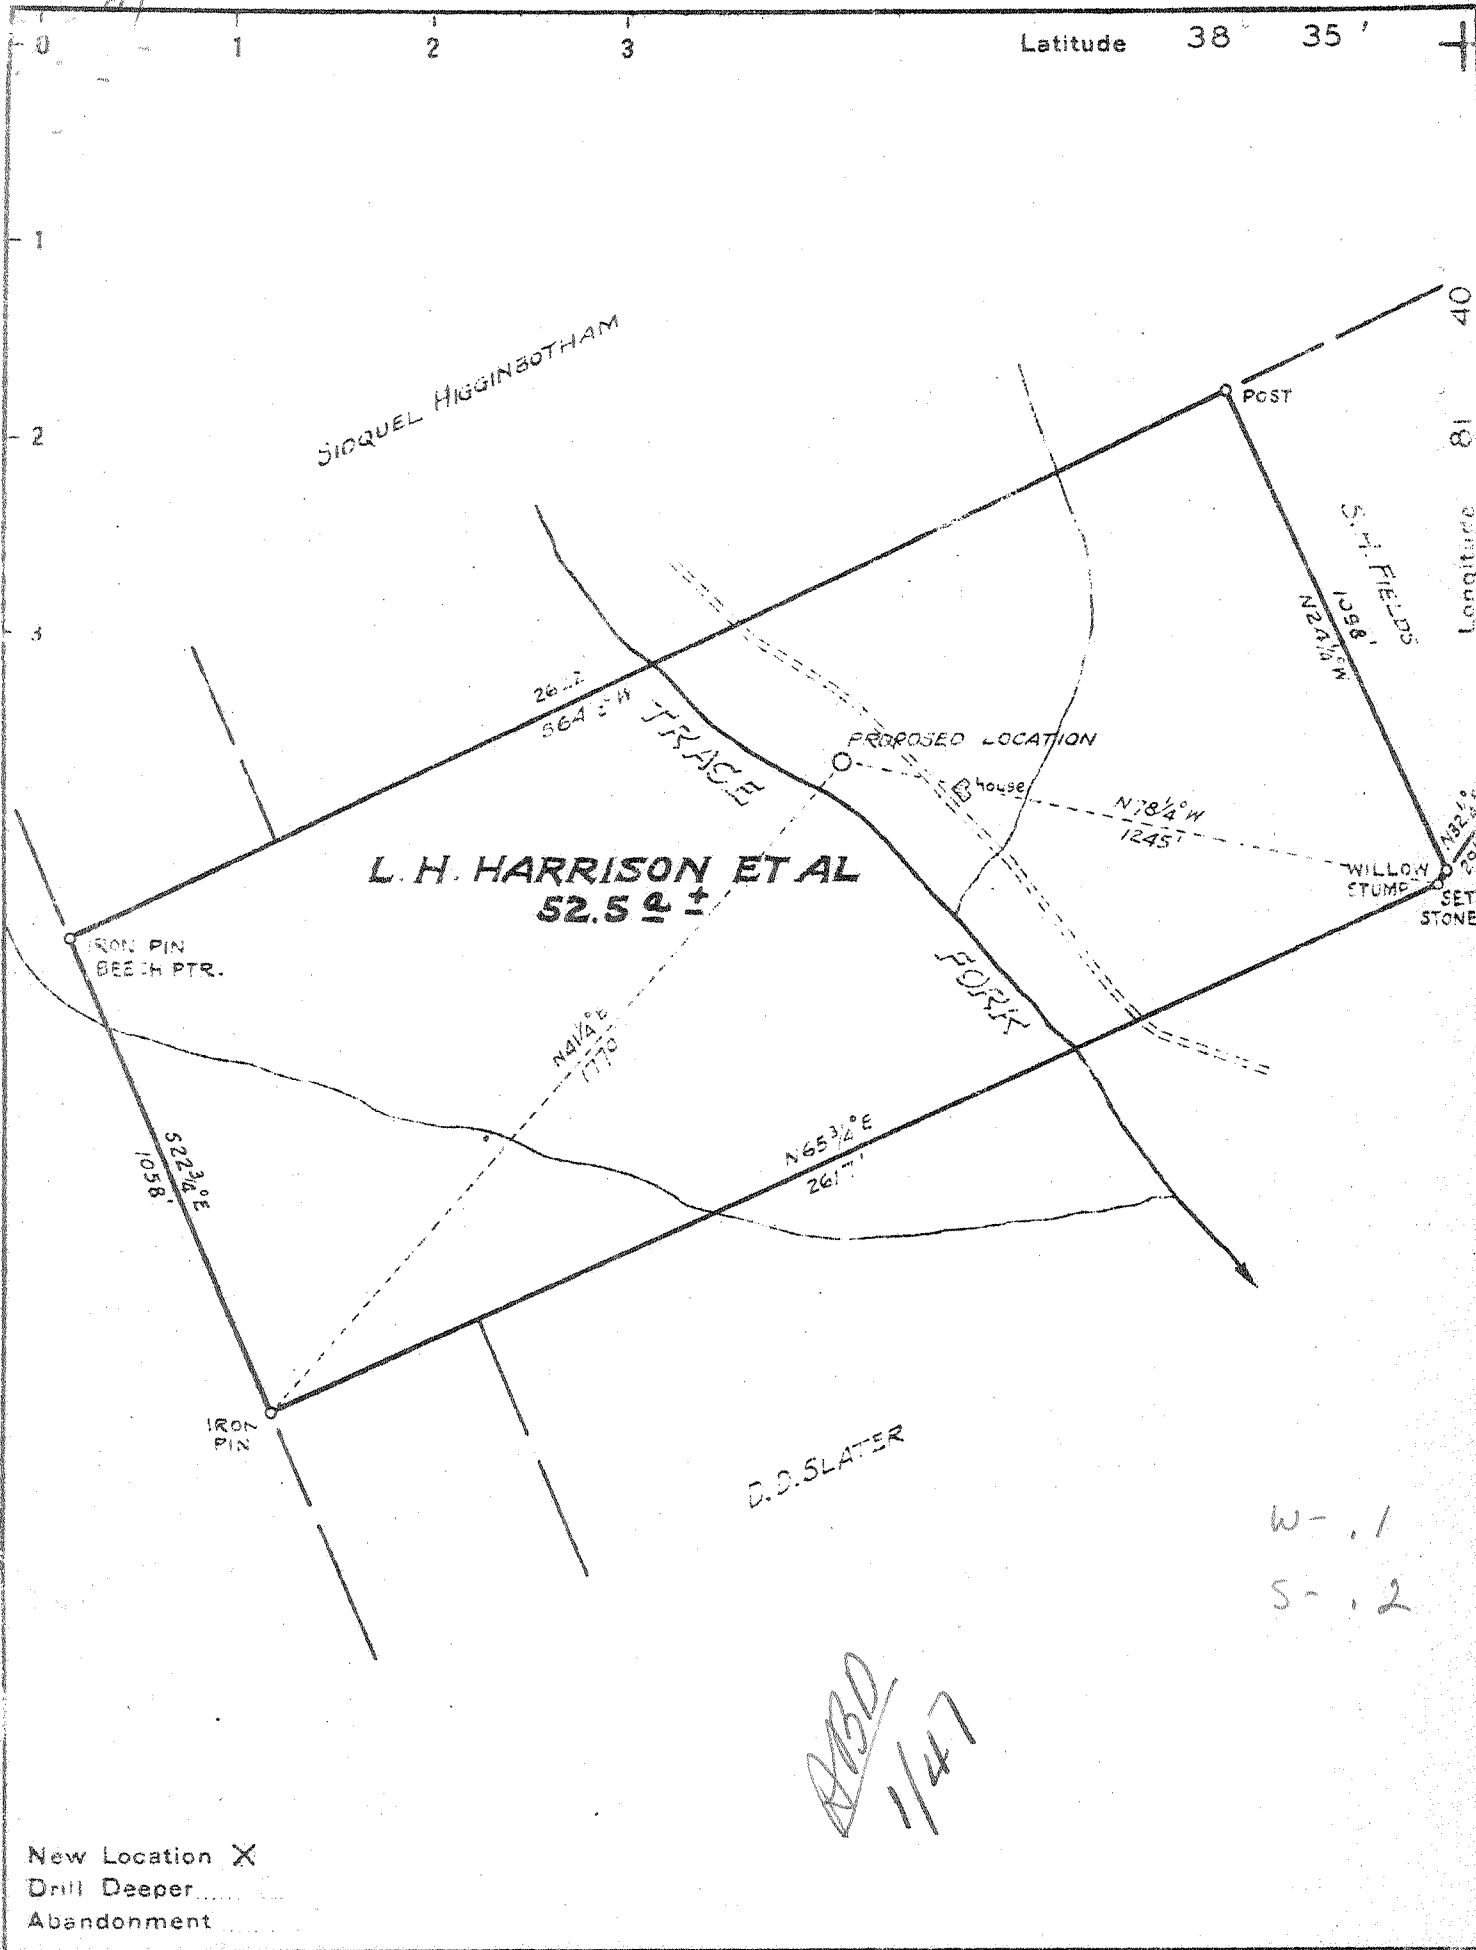 0 1 2 3 Latitude 38° 35'
1
2
3
Longitude 81 40
SIDQUEL HIGGINBOTHAM
POST
S.H. FIELDS
1098'
N24¼°W
TRACE
PROPOSED LOCATION
house
N78¼°W
1245'
WILLOW
STUMP
SET
STONE
L.H. HARRISON ET AL
52.5 a ±
IRON PIN
BEECH PTR.
FORK
N41¼°E
1770
S22¾°E
1058'
N65¾°E
2617'
IRON
PIN
D.D. SLATER
W- .1
S- .2
ABD
1/47
New Location X
Drill Deeper
Abandonment